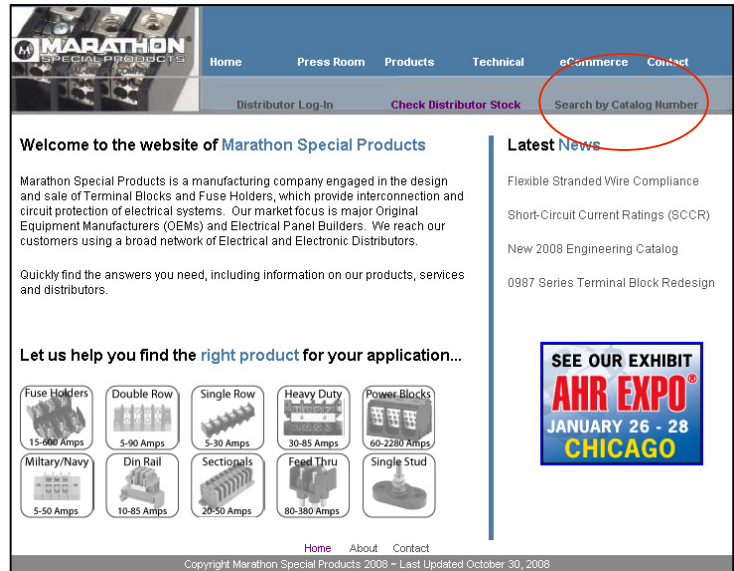 MARATHON
SPECIAL PRODUCTS
Home Press Room Products Technical eCommerce Contact
Distributor Log-In Check Distributor Stock Search by Catalog Number
Welcome to the website of Marathon Special Products
Marathon Special Products is a manufacturing company engaged in the design
and sale of Terminal Blocks and Fuse Holders, which provide interconnection and
circuit protection of electrical systems. Our market focus is major Original
Equipment Manufacturers (OEMs) and Electrical Panel Builders. We reach our
customers using a broad network of Electrical and Electronic Distributors.
Quickly find the answers you need, including information on our products, services
and distributors.
Latest News
Flexible Stranded Wire Compliance
Short-Circuit Current Ratings (SCCR)
New 2008 Engineering Catalog
0987 Series Terminal Block Redesign
Let us help you find the right product for your application...
Fuse Holders Double Row Single Row Heavy Duty Power Blocks
15-600 Amps 5-90 Amps 5-30 Amps 30-85 Amps 60-2280 Amps
Miltary/Navy Din Rail Sectionals Feed Thru Single Stud
5-50 Amps 10-85 Amps 20-50 Amps 80-380 Amps
SEE OUR EXHIBIT
AHR EXPO®
JANUARY 26 - 28
CHICAGO
Home About Contact
Copyright Marathon Special Products 2008 ~ Last Updated October 30, 2008